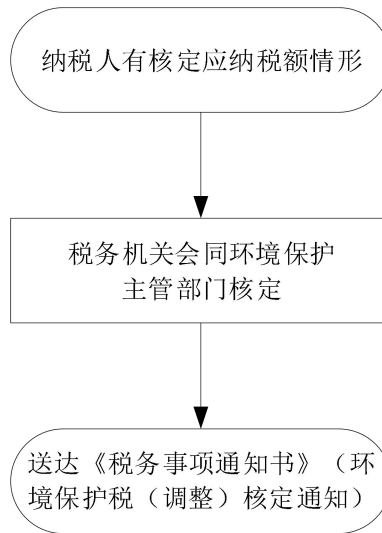 纳税人有核定应纳税额情形
税务机关会同环境保护
主管部门核定
送达《税务事项通知书》（环
境保护税（调整）核定通知）